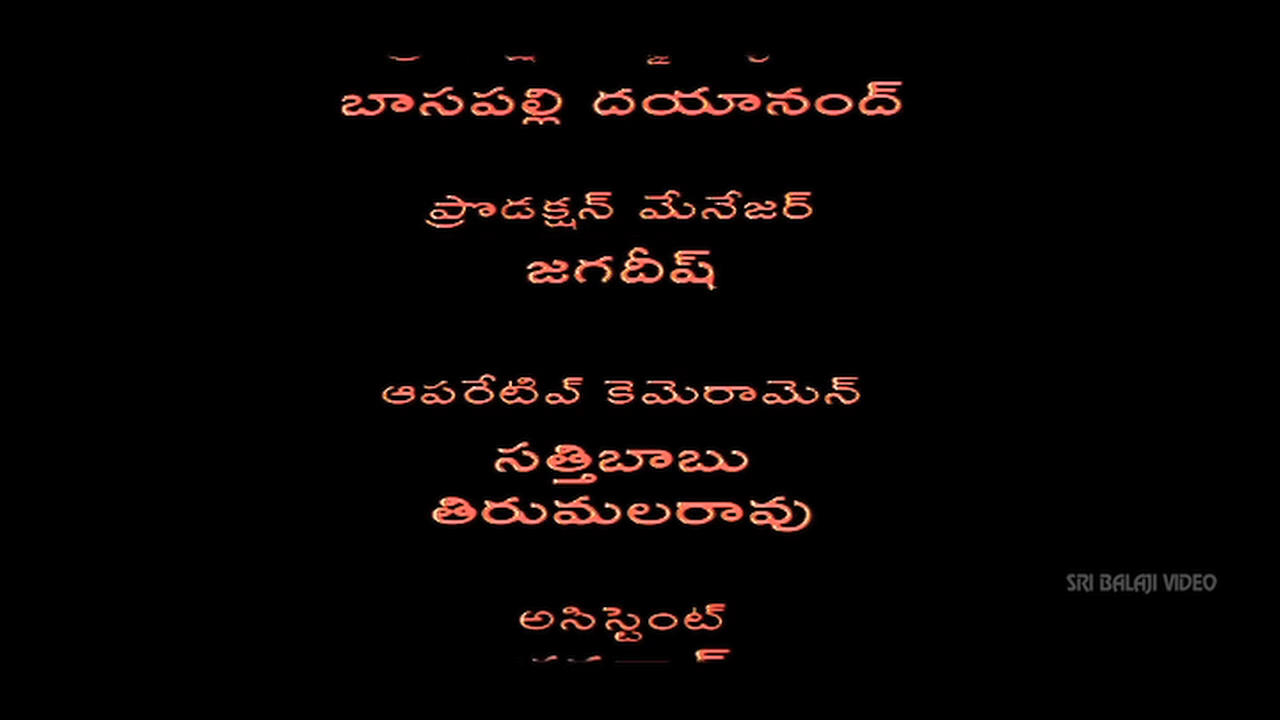 బాసపల్లి దయానంద్
ప్రొడక్షన్ మేనేజర్
జగదీష్
ఆపరేటివ్ కెమెరామెన్
సత్తిబాబు
తిరుమలరావు
SRI BALAJI VIDEO
అసిస్టెంట్